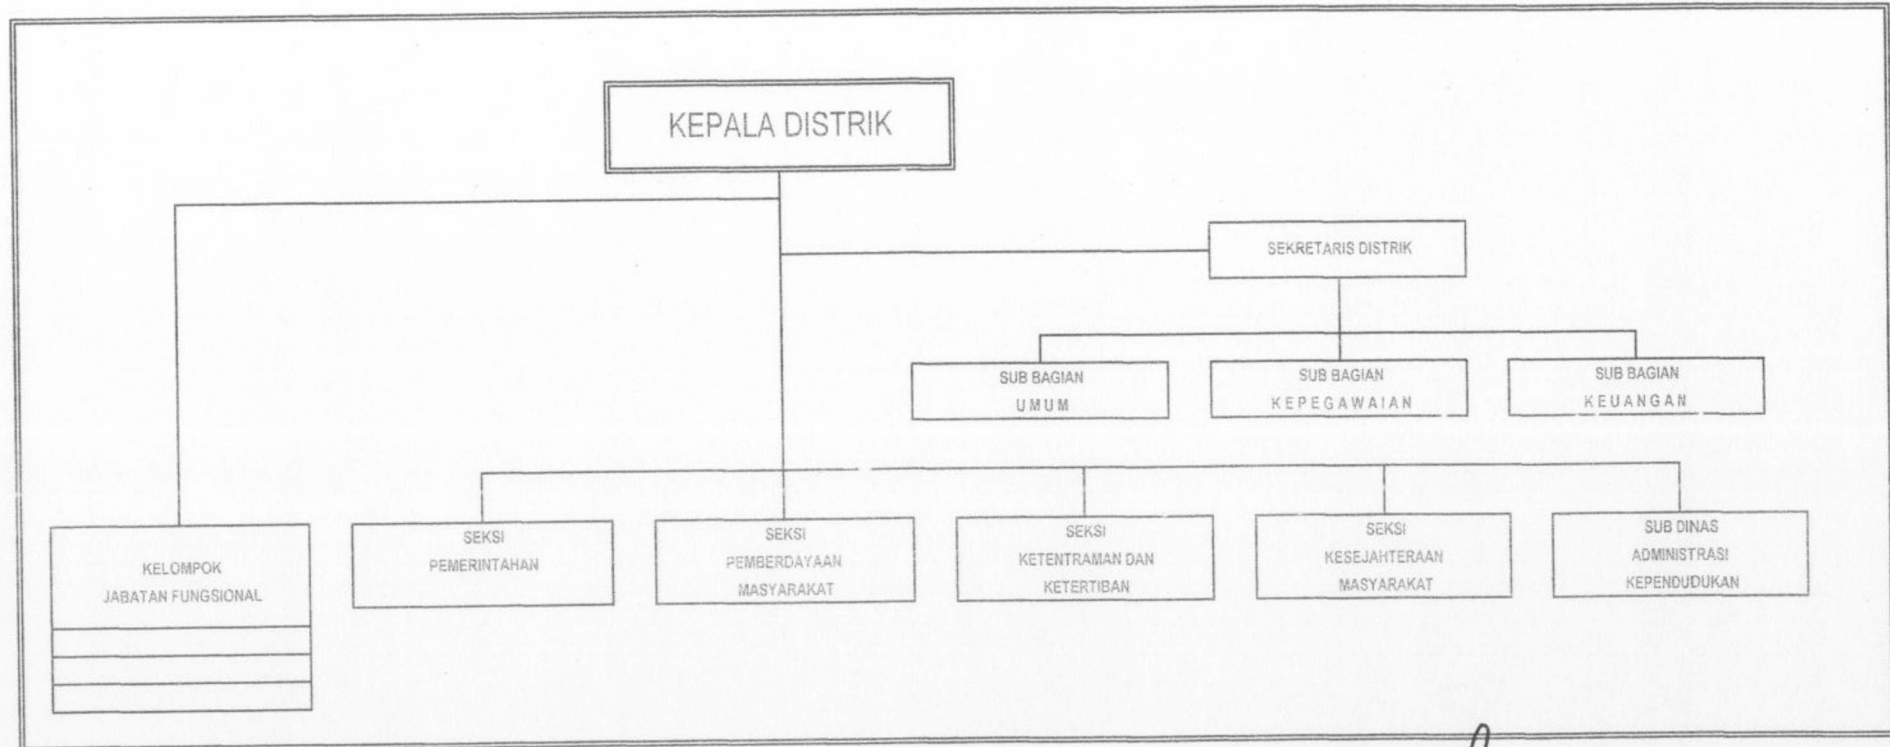 KEPALA DISTRIK
SEKRETARIS DISTRIK
SUB BAGIAN
UMUM
SUB BAGIAN
KEPEGAWAIAN
SUB BAGIAN
KEUANGAN
KELOMPOK
JABATAN FUNGSIONAL
SEKSI
PEMERINTAHAN
SEKSI
PEMBERDAYAAN
MASYARAKAT
SEKSI
KETENTRAMAN DAN
KETERTIBAN
SEKSI
KESEJAHTERAAN
MASYARAKAT
SUB DINAS
ADMINISTRASI
KEPENDUDUKAN